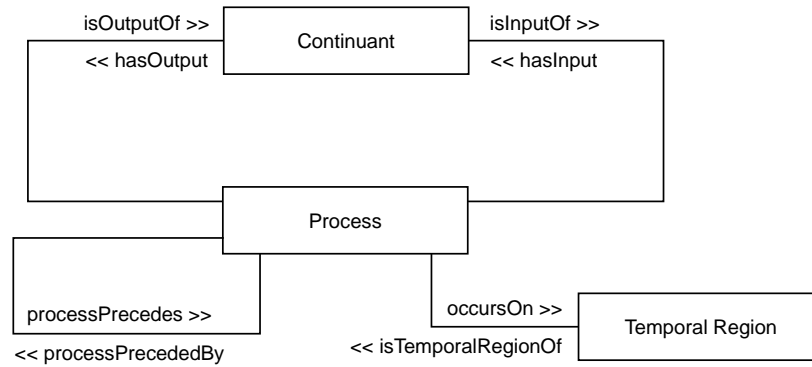 isOutputOf >>
Continuant
isInputOf >>
<< hasOutput
<< hasInput
Process
processPrecedes >>
occursOn >>
Temporal Region
<< processPrecededBy
<< isTemporalRegionOf